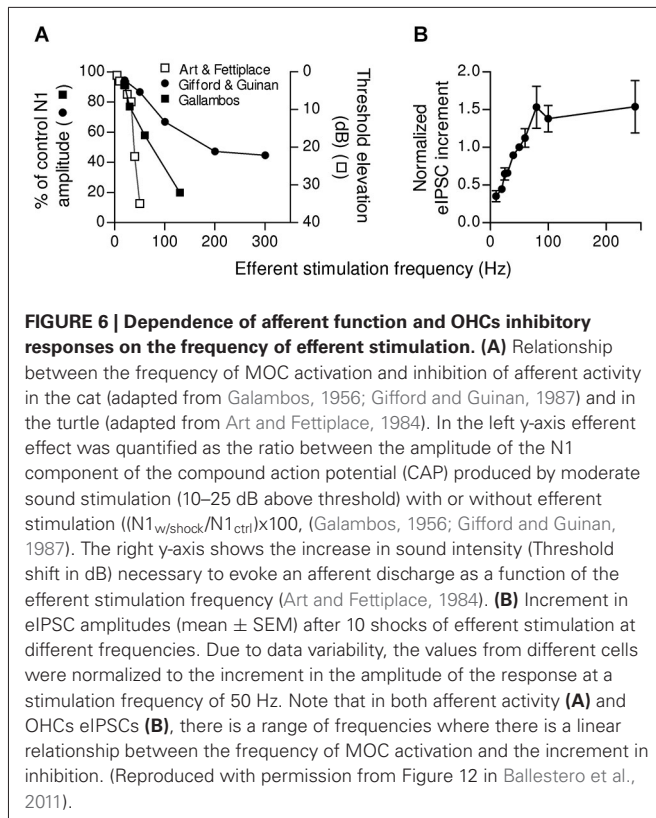 A
B
□ Art & Fettiplace
● Gifford & Guinan
■ Gallambos
% of control N1
amplitude (● ■)
100
80
60
40
20
0
0
100
200
300
0
10
20
30
40
Threshold elevation
(dB) (□)
Normalized
eIPSC increment
2.0
1.5
1.0
0.5
0.0
0
100
200
Efferent stimulation frequency (Hz)
FIGURE 6 | Dependence of afferent function and OHCs inhibitory
responses on the frequency of efferent stimulation. (A) Relationship
between the frequency of MOC activation and inhibition of afferent activity
in the cat (adapted from Galambos, 1956; Gifford and Guinan, 1987) and in
the turtle (adapted from Art and Fettiplace, 1984). In the left y-axis efferent
effect was quantified as the ratio between the amplitude of the N1
component of the compound action potential (CAP) produced by moderate
sound stimulation (10–25 dB above threshold) with or without efferent
stimulation ((N1w/shock/N1ctrl)x100, (Galambos, 1956; Gifford and Guinan,
1987). The right y-axis shows the increase in sound intensity (Threshold
shift in dB) necessary to evoke an afferent discharge as a function of the
efferent stimulation frequency (Art and Fettiplace, 1984). (B) Increment in
eIPSC amplitudes (mean ± SEM) after 10 shocks of efferent stimulation at
different frequencies. Due to data variability, the values from different cells
were normalized to the increment in the amplitude of the response at a
stimulation frequency of 50 Hz. Note that in both afferent activity (A) and
OHCs eIPSCs (B), there is a range of frequencies where there is a linear
relationship between the frequency of MOC activation and the increment in
inhibition. (Reproduced with permission from Figure 12 in Ballestero et al.,
2011).